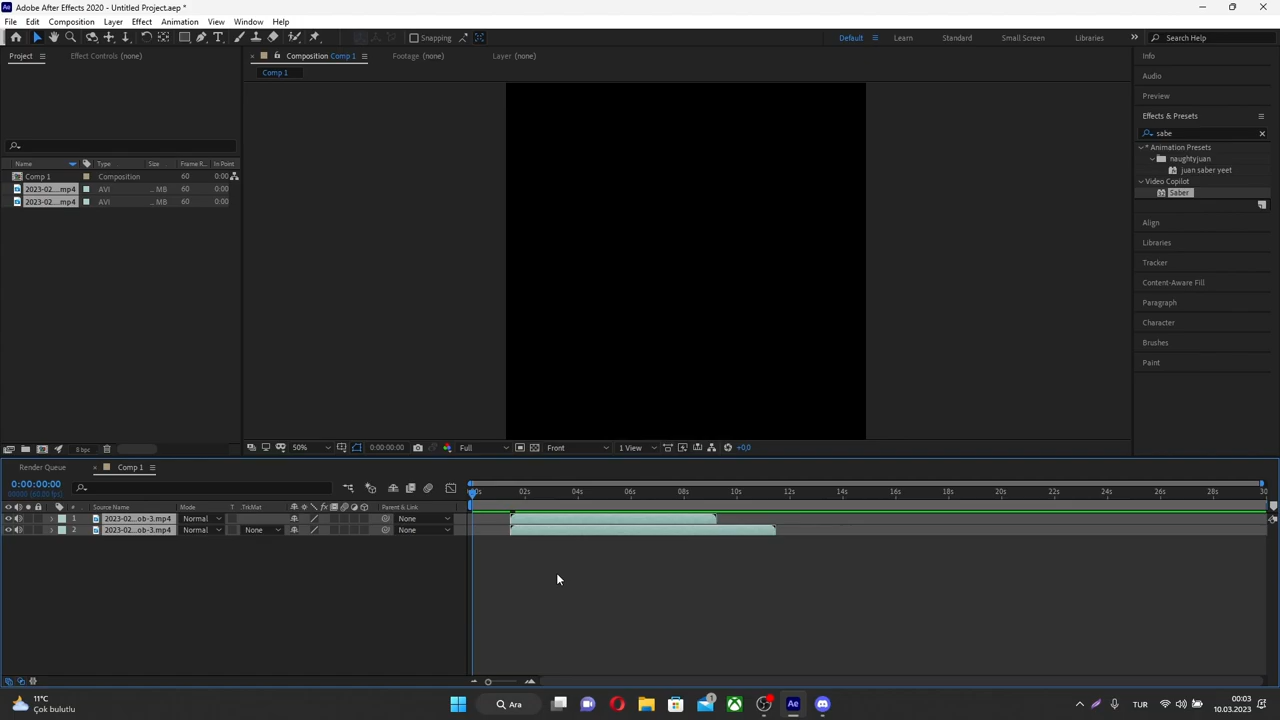 Adobe After Effects 2020 - Untitled Project.aep *
File Edit Composition Layer Effect Animation View Window Help
Snapping
Default Learn Standard Small Screen Libraries
Search Help
Project Effect Controls (none)
Composition Comp 1 Footage (none) Layer (none)
Comp 1
Name Type Size Frame R... In Point
Comp 1 Composition 60 0:00
2023-02....mp4 AVI ... MB 60 0:00
2023-02....mp4 AVI ... MB 60 0:00
8 bpc
50% 0:00:00:00 Full Front 1 View +0,0
Info
Audio
Preview
Effects & Presets
sabe
* Animation Presets
naughtyjuan
juan saber yeet
Video Copilot
Saber
Align
Libraries
Tracker
Content-Aware Fill
Paragraph
Character
Brushes
Paint
Render Queue Comp 1
0:00:00:00
00000 (60.00 fps)
# Source Name Mode T .TrkMat Parent & Link
1 2023-02...ob-3.mp4 Normal None
2 2023-02...ob-3.mp4 Normal None None
02s 04s 06s 08s 10s 12s 14s 16s 18s 20s 22s 24s 26s 28s 30
11°C
Çok bulutlu
Ara
1
TUR
00:03
10.03.2023